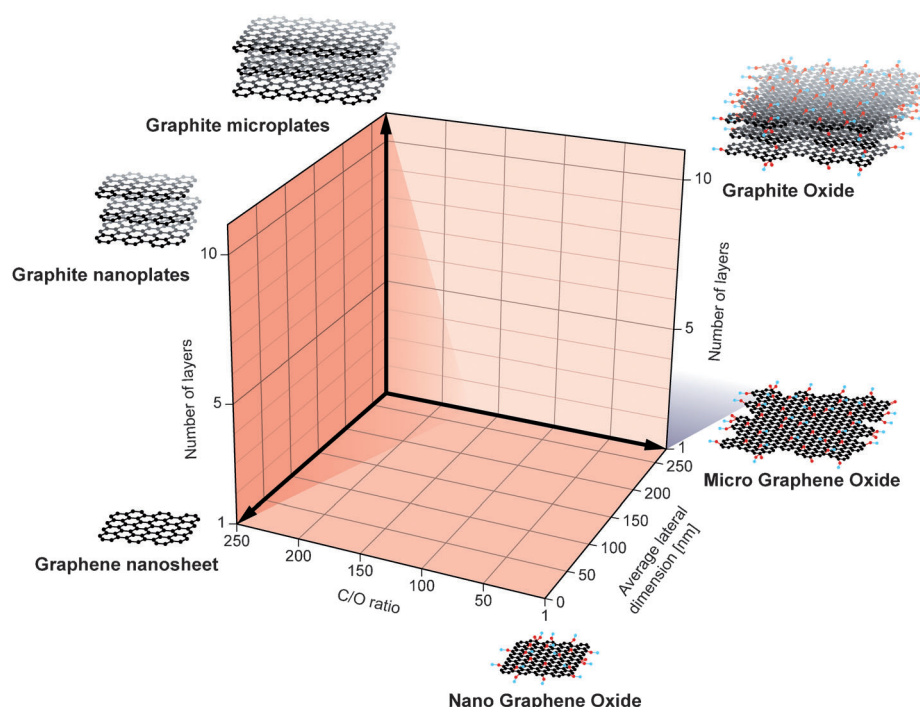 Graphite microplates
Graphite Oxide
Graphite nanoplates
10
10
Number of layers
Number of layers
5
5
1
1
250
250
200
200
150
150
100
100
50
50
1
0
C/O ratio
Average lateral
dimension [nm]
Micro Graphene Oxide
Graphene nanosheet
Nano Graphene Oxide